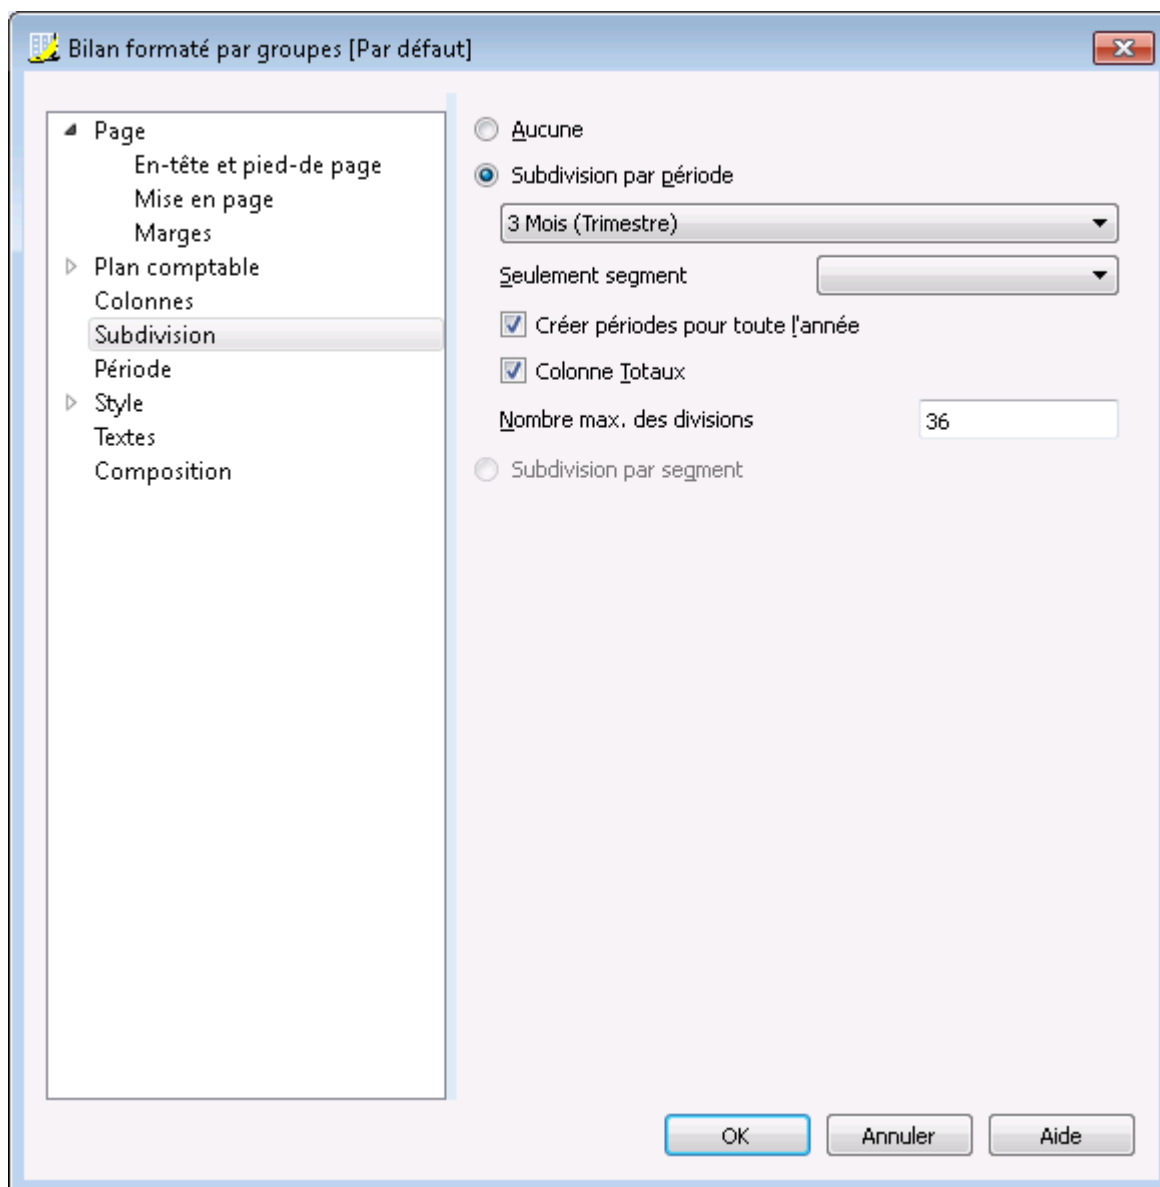 Bilan formaté par groupes [Par défaut]
Page
En-tête et pied-de page
Mise en page
Marges
Plan comptable
Colonnes
Subdivision
Période
Style
Textes
Composition
Aucune
Subdivision par période
3 Mois (Trimestre)
Seulement segment
Créer périodes pour toute l'année
Colonne Totaux
Nombre max. des divisions 36
Subdivision par segment
OK Annuler Aide